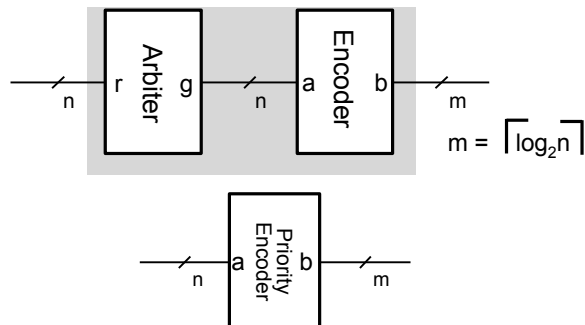 Arbiter
Encoder
r
g
a
b
n
n
m
m = ⌈log₂n⌉
Priority
Encoder
a
b
n
m